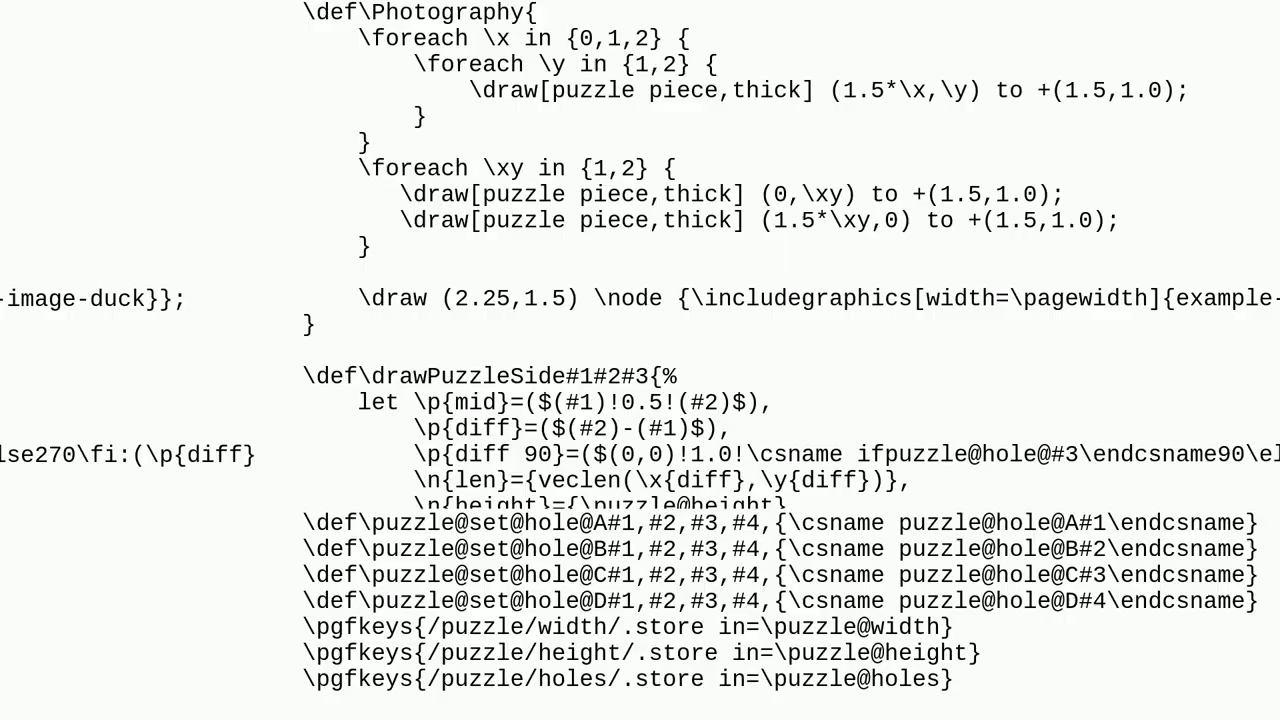 \def\Photography{
\foreach \x in {0,1,2} {
\foreach \y in {1,2} {
\draw[puzzle piece,thick] (1.5*\x,\y) to +(1.5,1.0);
}
}
\foreach \xy in {1,2} {
\draw[puzzle piece,thick] (0,\xy) to +(1.5,1.0);
\draw[puzzle piece,thick] (1.5*\xy,0) to +(1.5,1.0);
}
-image-duck}}; \draw (2.25,1.5) \node {\includegraphics[width=\pagewidth]{example-
}
\def\drawPuzzleSide#1#2#3{%
let \p{mid}=($(#1)!0.5!(#2)$),
\p{diff}=($(#2)-(#1)$),
lse270\fi:(\p{diff} \p{diff 90}=($(0,0)!1.0!\csname ifpuzzle@hole@#3\endcsname90\el
\n{len}={veclen(\x{diff},\y{diff})},
\n{height}={\puzzle@height}
\def\puzzle@set@hole@A#1,#2,#3,#4,{\csname puzzle@hole@A#1\endcsname}
\def\puzzle@set@hole@B#1,#2,#3,#4,{\csname puzzle@hole@B#2\endcsname}
\def\puzzle@set@hole@C#1,#2,#3,#4,{\csname puzzle@hole@C#3\endcsname}
\def\puzzle@set@hole@D#1,#2,#3,#4,{\csname puzzle@hole@D#4\endcsname}
\pgfkeys{/puzzle/width/.store in=\puzzle@width}
\pgfkeys{/puzzle/height/.store in=\puzzle@height}
\pgfkeys{/puzzle/holes/.store in=\puzzle@holes}